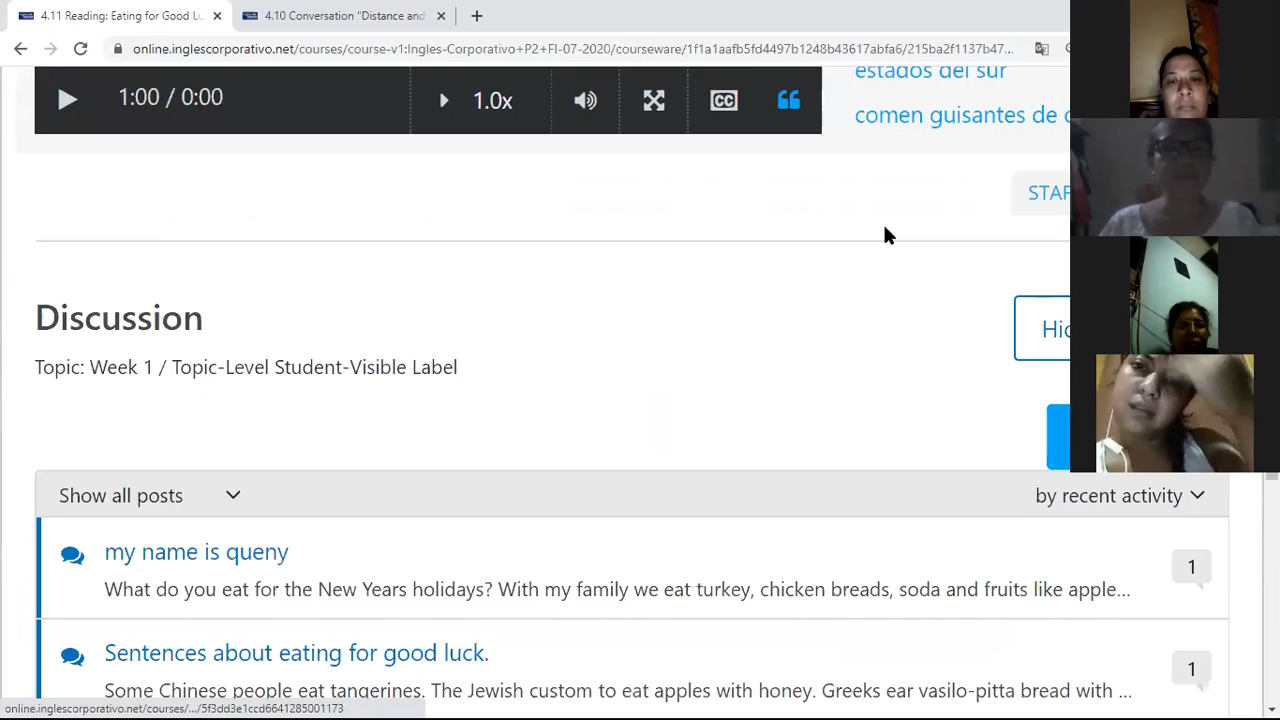 4.11 Reading: Eating for Good Lu
4.10 Conversation "Distance and
online.inglescorporativo.net/courses/course-v1:Ingles-Corporativo+P2+FI-07-2020/courseware/1f1a1aafb5fd4497b1248b43617abfa6/215ba2f1137b47...
1:00 / 0:00
1.0x
CC
estados del sur
comen guisantes de
STAF
Discussion
Hid
Topic: Week 1 / Topic-Level Student-Visible Label
Show all posts
by recent activity
my name is queny
What do you eat for the New Years holidays? With my family we eat turkey, chicken breads, soda and fruits like apple...
1
Sentences about eating for good luck.
Some Chinese people eat tangerines. The Jewish custom to eat apples with honey. Greeks ear vasilo-pitta bread with ...
1
online.inglescorporativo.net/courses/.../5f3dd3e1ccd6641285001173